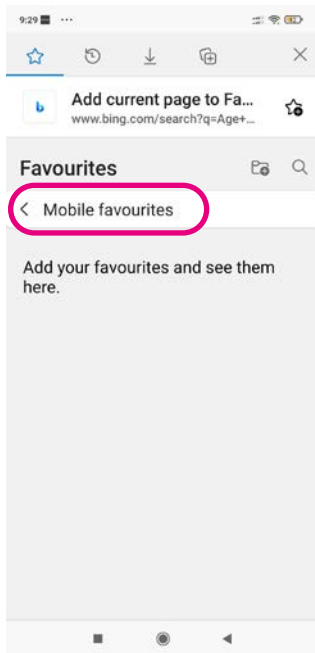 9:29 ...
Add current page to Fa...
www.bing.com/search?q=Age+...
Favourites
Mobile favourites
Add your favourites and see them
here.